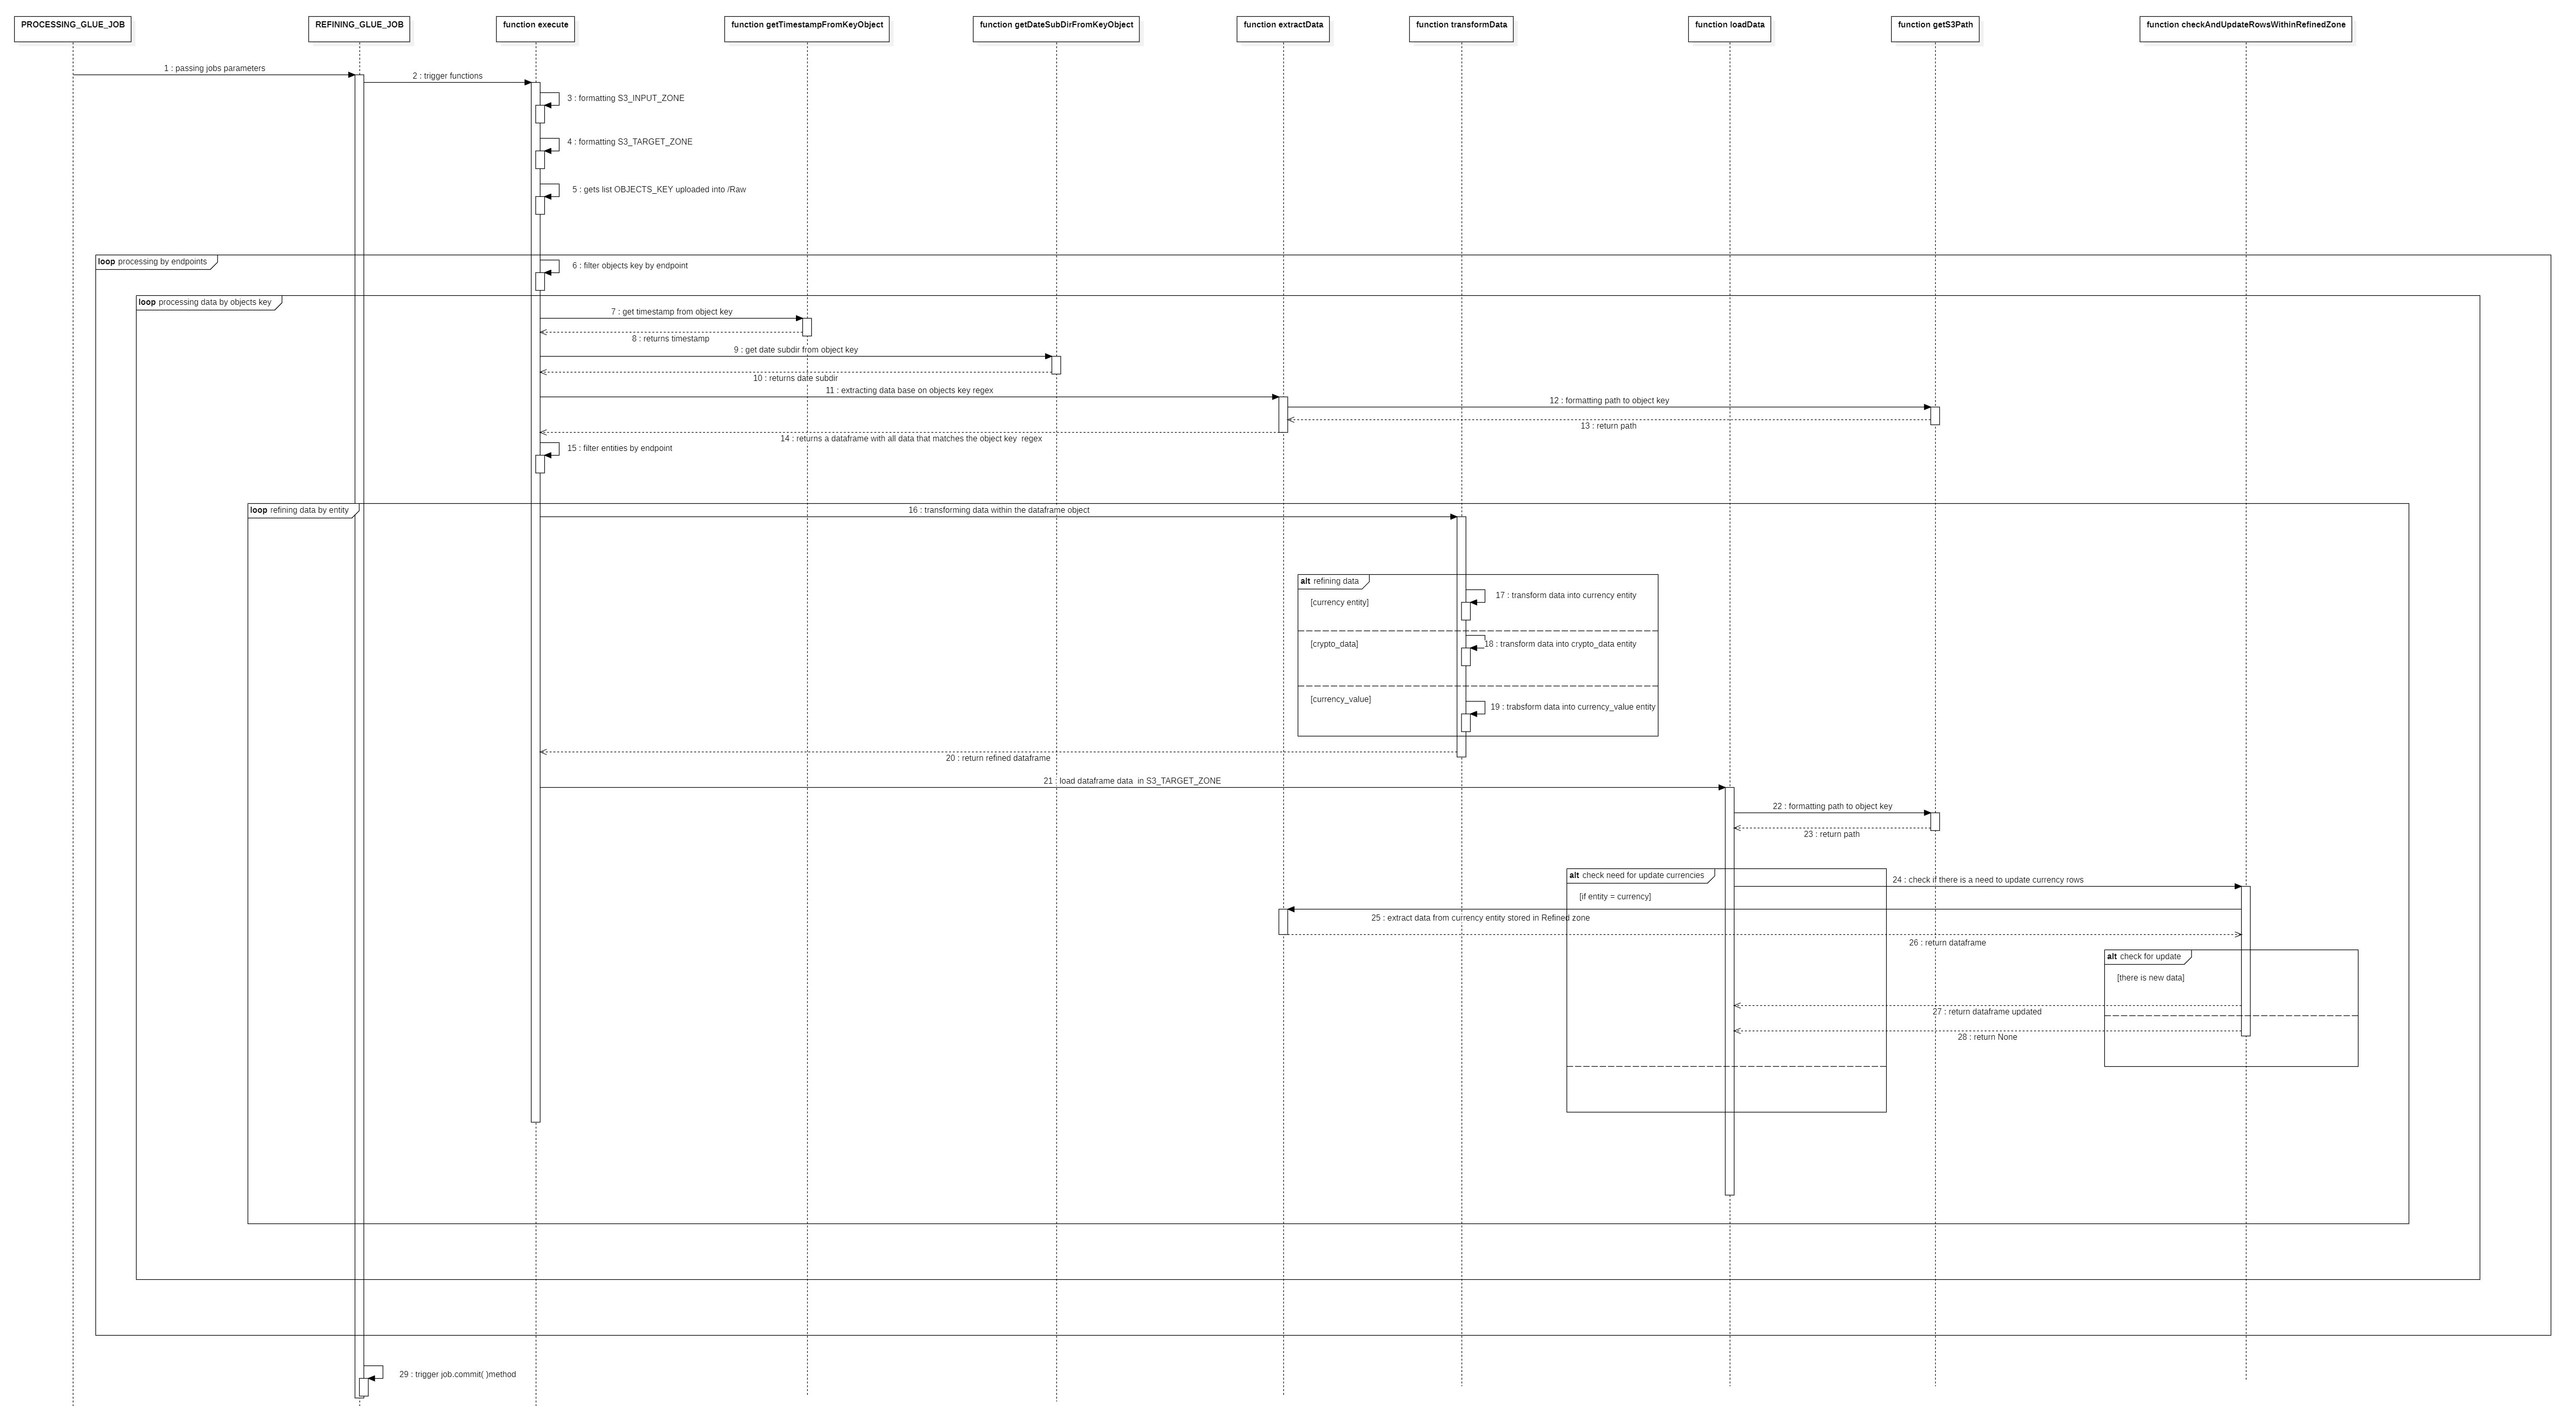 PROCESSING_GLUE_JOB
REFINING_GLUE_JOB
function execute
function getTimestampFromKeyObject
function getDateSubDirFromKeyObject
function extractData
function transformData
function loadData
function getS3Path
function checkAndUpdateRowsWithinRefinedZone
1 : passing jobs parameters
2 : trigger functions
3 : formatting S3_INPUT_ZONE
4 : formatting S3_TARGET_ZONE
5 : gets list OBJECTS_KEY uploaded into /Raw
loop processing by endpoints
6 : filter objects key by endpoint
loop processing data by objects key
7 : get timestamp from object key
8 : returns timestamp
9 : get date subdir from object key
10 : returns date subdir
11 : extracting data base on objects key regex
12 : formatting path to object key
13 : return path
14 : returns a dataframe with all data that matches the object key  regex
15 : filter entities by endpoint
loop refining data by entity
16 : transforming data within the dataframe object
alt refining data
17 : transform data into currency entity
[currency entity]
[crypto_data]
18 : transform data into crypto_data entity
[currency_value]
19 : trabsform data into currency_value entity
20 : return refined dataframe
21 : load dataframe data  in S3_TARGET_ZONE
22 : formatting path to object key
23 : return path
alt check need for update currencies
24 : check if there is a need to update currency rows
[if entity = currency]
25 : extract data from currency entity stored in Refined zone
26 : return dataframe
alt check for update
[there is new data]
27 : return dataframe updated
28 : return None
29 : trigger job.commit( )method